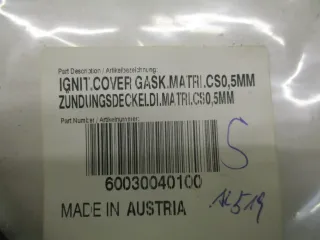 Part Description / Artikelbezeichnung:
IGNIT.COVER GASK.MATRI.CS0,5MM
ZÜNDUNGSDECKELDI.MATRI.CS0,5MM
Part Number / Artikelnummer:
S
60030040100
MADE IN AUSTRIA